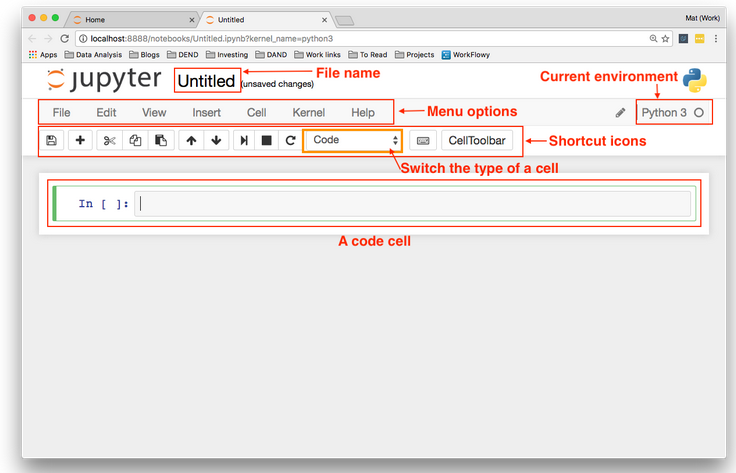 Home
Untitled
Mat (Work)
localhost:8888/notebooks/Untitled.ipynb?kernel_name=python3
Apps Data Analysis Blogs DEND Investing DAND Work links To Read Projects WorkFlowy
jupyter Untitled (unsaved changes)
File name
Current environment
File Edit View Insert Cell Kernel Help
Menu options
Python 3
Code
CellToolbar
Shortcut icons
Switch the type of a cell
In [ ]:
A code cell